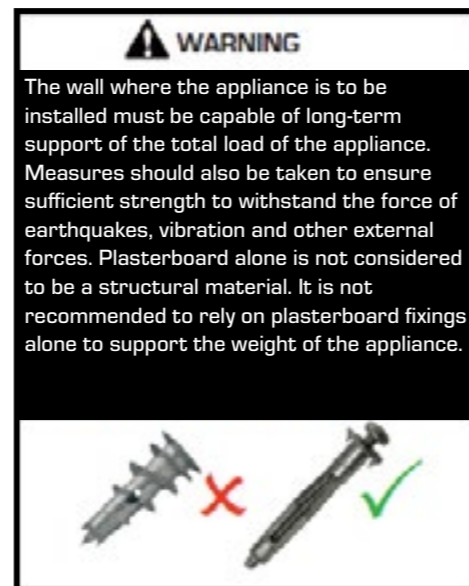 WARNING
The wall where the appliance is to be
installed must be capable of long-term
support of the total load of the appliance.
Measures should also be taken to ensure
sufficient strength to withstand the force of
earthquakes, vibration and other external
forces. Plasterboard alone is not considered
to be a structural material. It is not
recommended to rely on plasterboard fixings
alone to support the weight of the appliance.